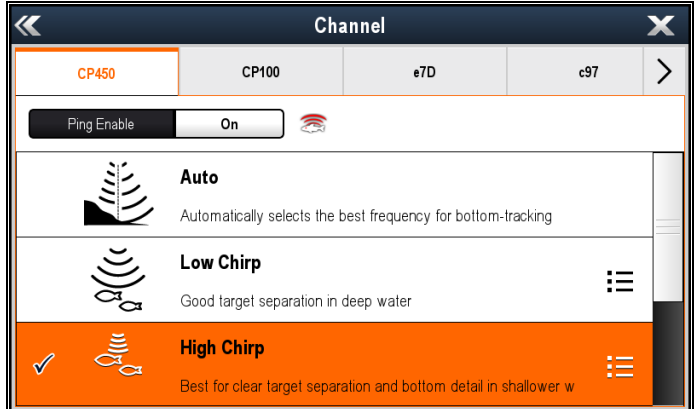 Channel
CP450 CP100 e7D c97
Ping Enable On
Auto
Automatically selects the best frequency for bottom-tracking
Low Chirp
Good target separation in deep water
High Chirp
Best for clear target separation and bottom detail in shallower w